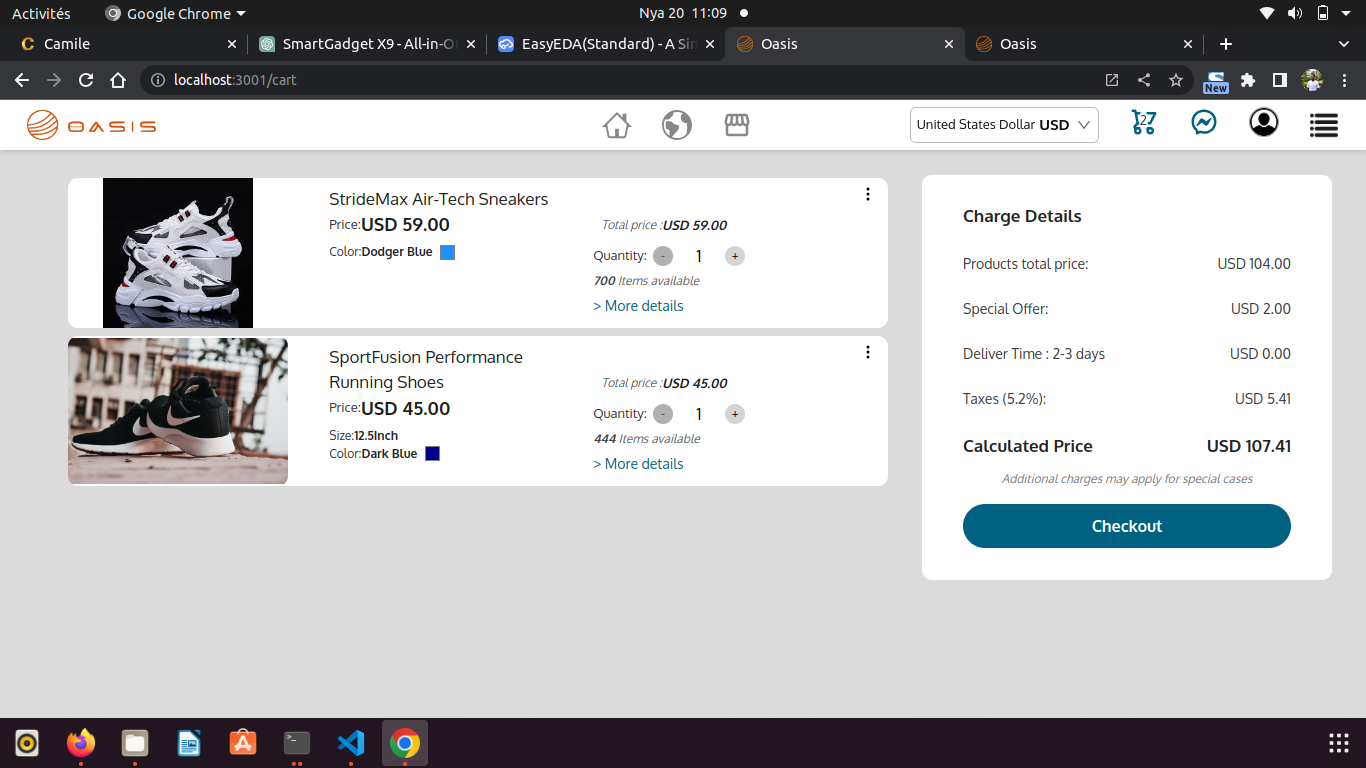 Activités
Google Chrome
Nya 20 11:09
Camile
SmartGadget X9 - All-in-O
EasyEDA(Standard) - A Sin
Oasis
Oasis
localhost:3001/cart
New
OASIS
United States Dollar USD
2
StrideMax Air-Tech Sneakers
Price:USD 59.00
Total price :USD 59.00
Color:Dodger Blue
Quantity: - 1 +
700 Items available
> More details
SportFusion Performance
Running Shoes
Total price :USD 45.00
Price:USD 45.00
Quantity: - 1 +
Size:12.5Inch
444 Items available
Color:Dark Blue
> More details
Charge Details
Products total price: USD 104.00
Special Offer: USD 2.00
Deliver Time : 2-3 days USD 0.00
Taxes (5.2%): USD 5.41
Calculated Price USD 107.41
Additional charges may apply for special cases
Checkout